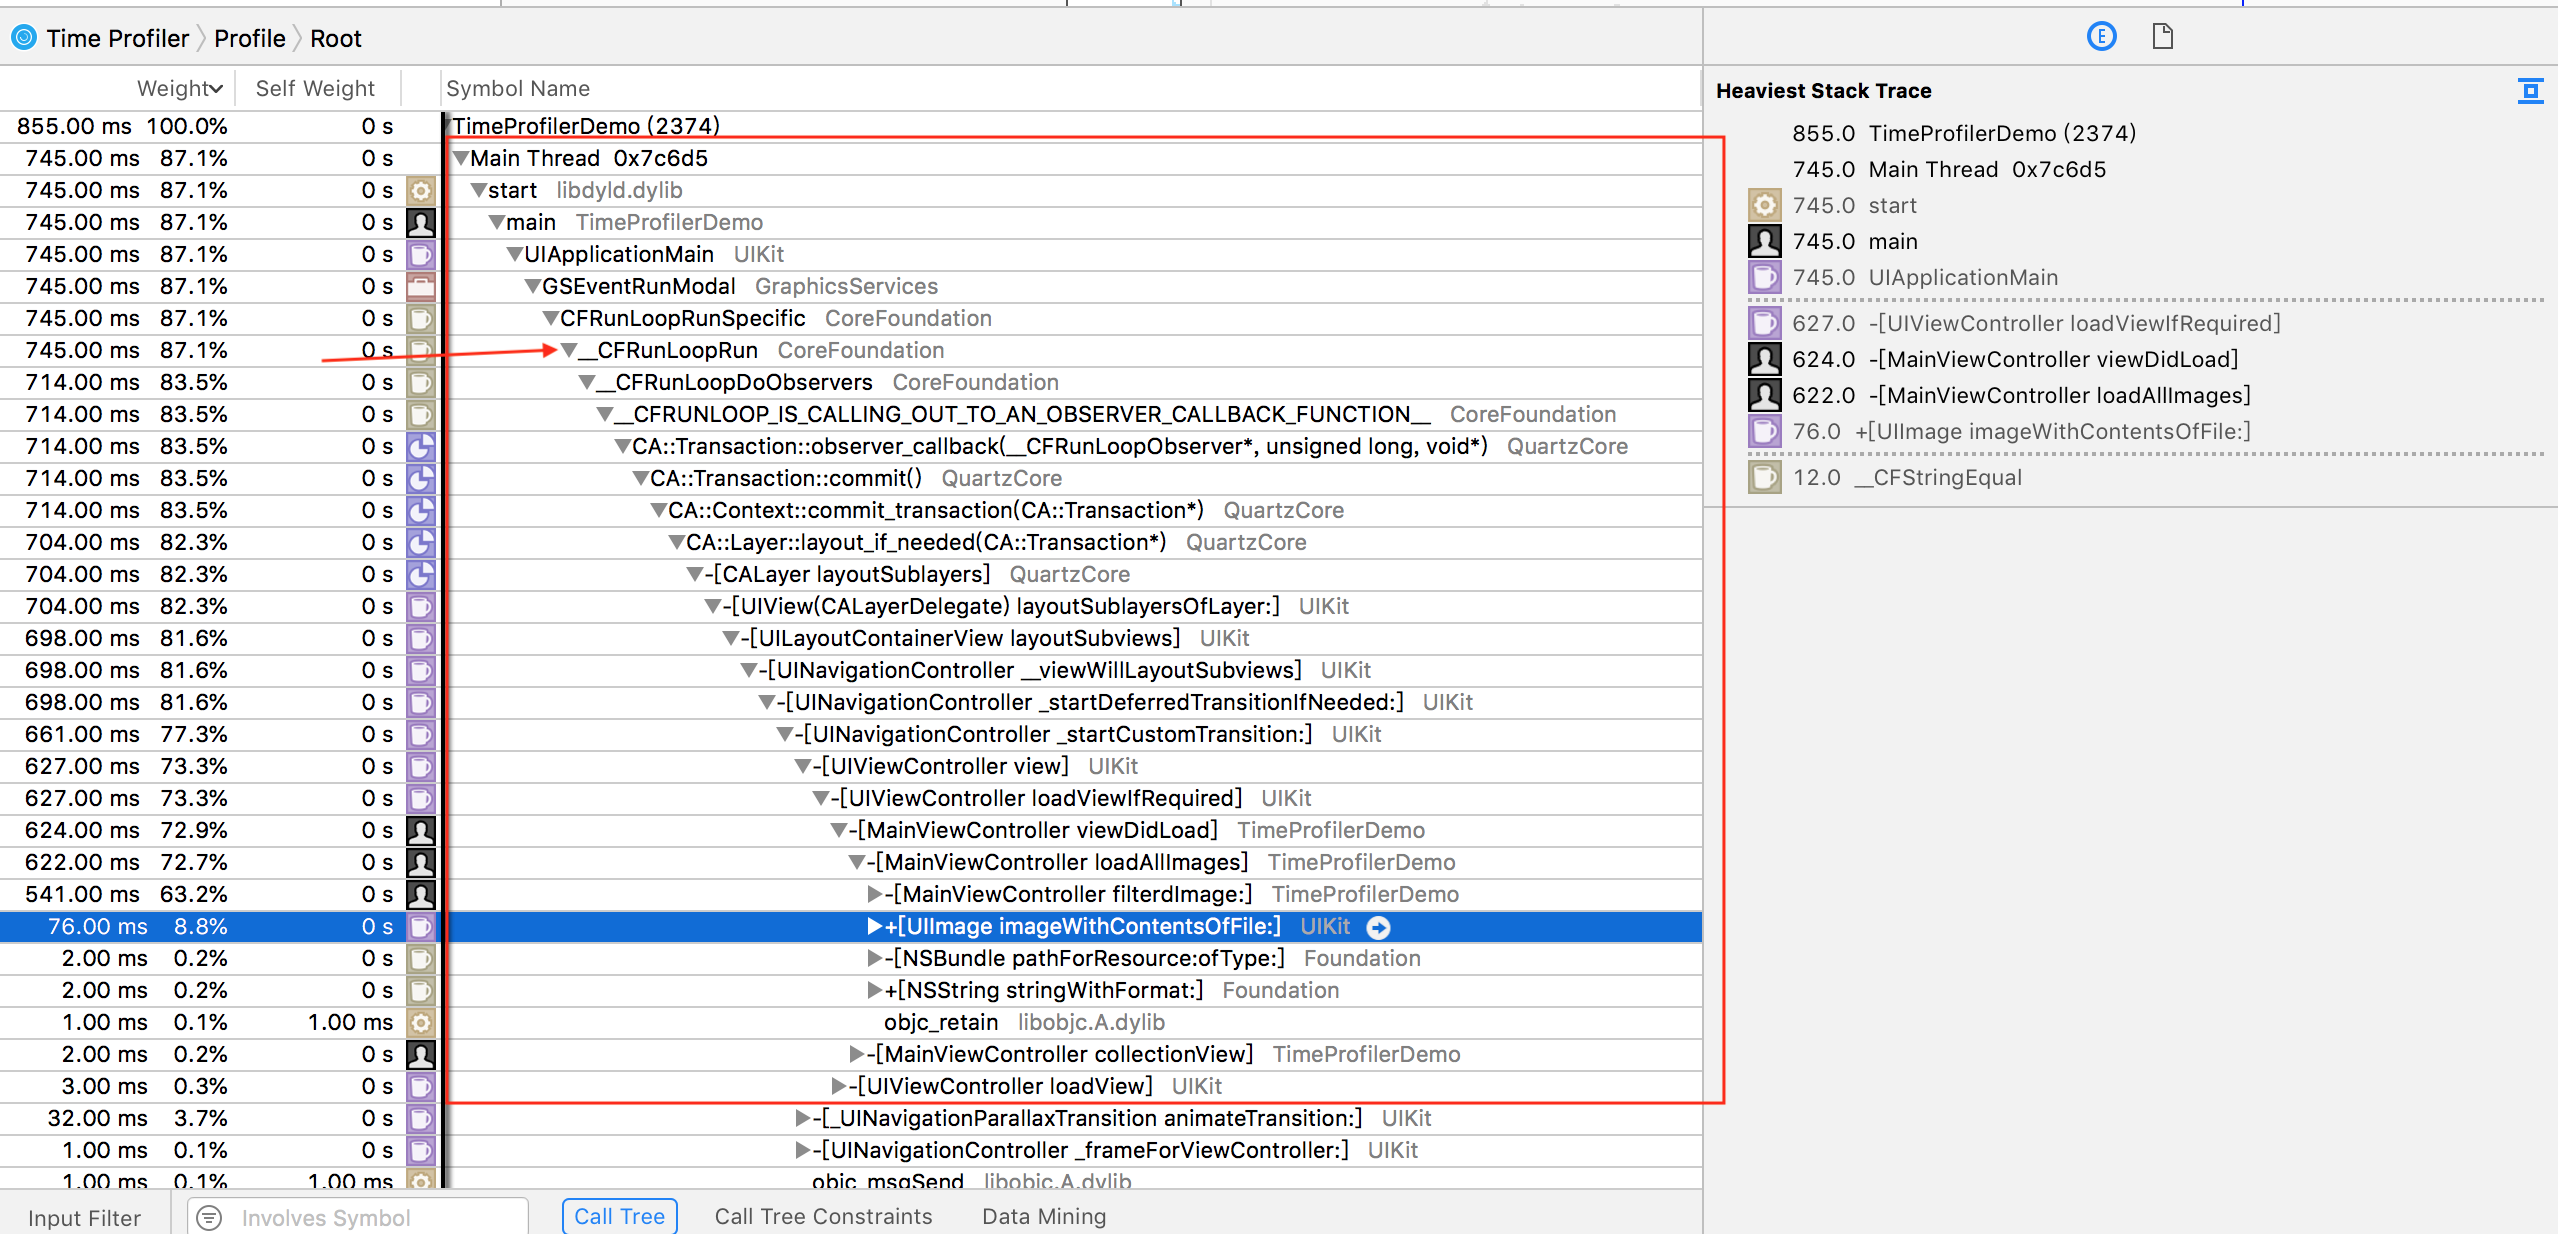 Time Profiler Profile Root
Weight Self Weight Symbol Name
855.00 ms 100.0% 0 s TimeProfilerDemo (2374)
745.00 ms 87.1% 0 s Main Thread 0x7c6d5
745.00 ms 87.1% 0 s start libdyld.dylib
745.00 ms 87.1% 0 s main TimeProfilerDemo
745.00 ms 87.1% 0 s UIApplicationMain UIKit
745.00 ms 87.1% 0 s GSEventRunModal GraphicsServices
745.00 ms 87.1% 0 s CFRunLoopRunSpecific CoreFoundation
745.00 ms 87.1% 0 s __CFRunLoopRun CoreFoundation
714.00 ms 83.5% 0 s __CFRunLoopDoObservers CoreFoundation
714.00 ms 83.5% 0 s __CFRUNLOOP_IS_CALLING_OUT_TO_AN_OBSERVER_CALLBACK_FUNCTION__ CoreFoundation
714.00 ms 83.5% 0 s CA::Transaction::observer_callback(__CFRunLoopObserver*, unsigned long, void*) QuartzCore
714.00 ms 83.5% 0 s CA::Transaction::commit() QuartzCore
714.00 ms 83.5% 0 s CA::Context::commit_transaction(CA::Transaction*) QuartzCore
704.00 ms 82.3% 0 s CA::Layer::layout_if_needed(CA::Transaction*) QuartzCore
704.00 ms 82.3% 0 s -[CALayer layoutSublayers] QuartzCore
704.00 ms 82.3% 0 s -[UIView(CALayerDelegate) layoutSublayersOfLayer:] UIKit
698.00 ms 81.6% 0 s -[UILayoutContainerView layoutSubviews] UIKit
698.00 ms 81.6% 0 s -[UINavigationController __viewWillLayoutSubviews] UIKit
698.00 ms 81.6% 0 s -[UINavigationController _startDeferredTransitionIfNeeded:] UIKit
661.00 ms 77.3% 0 s -[UINavigationController _startCustomTransition:] UIKit
627.00 ms 73.3% 0 s -[UIViewController view] UIKit
627.00 ms 73.3% 0 s -[UIViewController loadViewIfRequired] UIKit
624.00 ms 72.9% 0 s -[MainViewController viewDidLoad] TimeProfilerDemo
622.00 ms 72.7% 0 s -[MainViewController loadAllImages] TimeProfilerDemo
541.00 ms 63.2% 0 s -[MainViewController filterdImage:] TimeProfilerDemo
76.00 ms 8.8% 0 s +[UIImage imageWithContentsOfFile:] UIKit
2.00 ms 0.2% 0 s -[NSBundle pathForResource:ofType:] Foundation
2.00 ms 0.2% 0 s +[NSString stringWithFormat:] Foundation
1.00 ms 0.1% 1.00 ms objc_retain libobjc.A.dylib
2.00 ms 0.2% 0 s -[MainViewController collectionView] TimeProfilerDemo
3.00 ms 0.3% 0 s -[UIViewController loadView] UIKit
32.00 ms 3.7% 0 s -[_UINavigationParallaxTransition animateTransition:] UIKit
1.00 ms 0.1% 0 s -[UINavigationController _frameForViewController:] UIKit
1.00 ms 0.1% 1.00 ms objc_msgSend libobjc.A.dylib
Input Filter Involves Symbol Call Tree Call Tree Constraints Data Mining
E
Heaviest Stack Trace
855.0 TimeProfilerDemo (2374)
745.0 Main Thread 0x7c6d5
745.0 start
745.0 main
745.0 UIApplicationMain
627.0 -[UIViewController loadViewIfRequired]
624.0 -[MainViewController viewDidLoad]
622.0 -[MainViewController loadAllImages]
76.0 +[UIImage imageWithContentsOfFile:]
12.0 __CFStringEqual